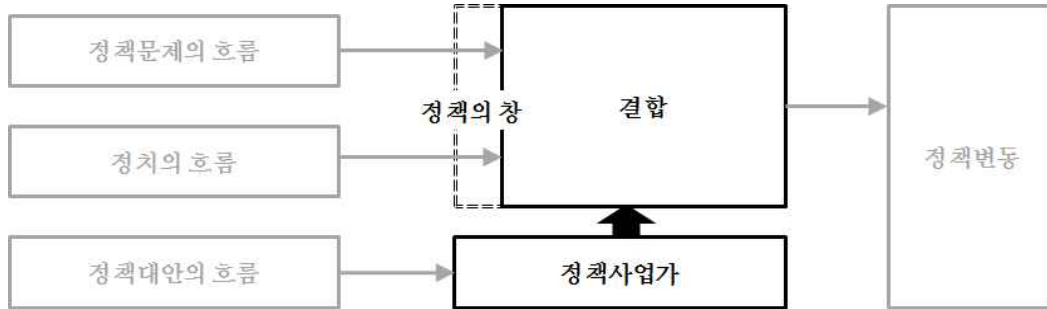 정책문제의 흐름
정치의 흐름
정책대안의 흐름
정책의 창
결합
정책사업가
정책변동